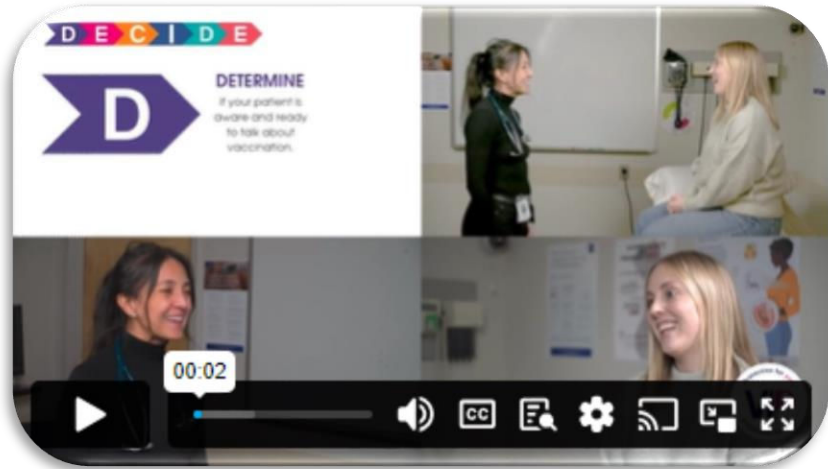 DECIDE
D
DETERMINE
If your patient is
aware and ready
to talk about
vaccination.
00:02
CC